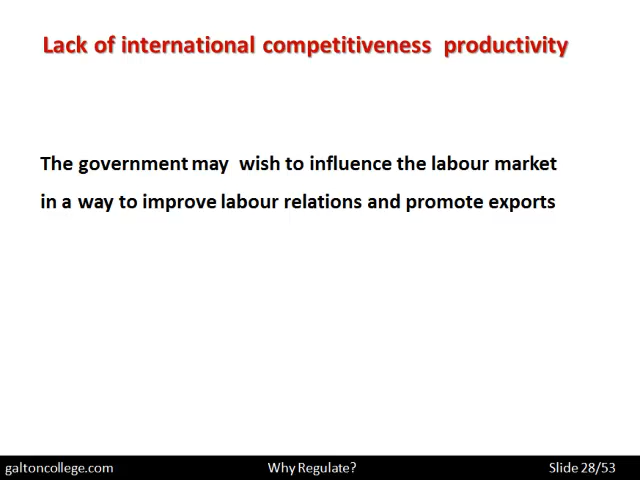 Lack of international competitiveness productivity
The government may wish to influence the labour market
in a way to improve labour relations and promote exports
galtoncollege.com Why Regulate? Slide 28/53